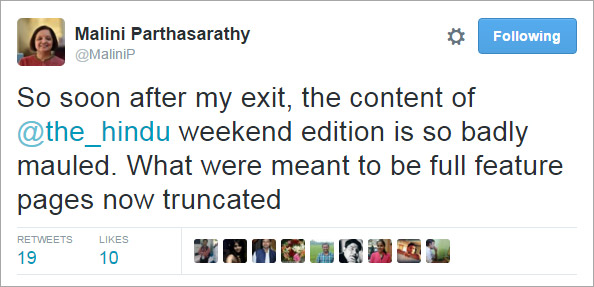 Malini Parthasarathy
@MaliniP
Following
So soon after my exit, the content of
@the_hindu weekend edition is so badly
mauled. What were meant to be full feature
pages now truncated
RETWEETS LIKES
19 10